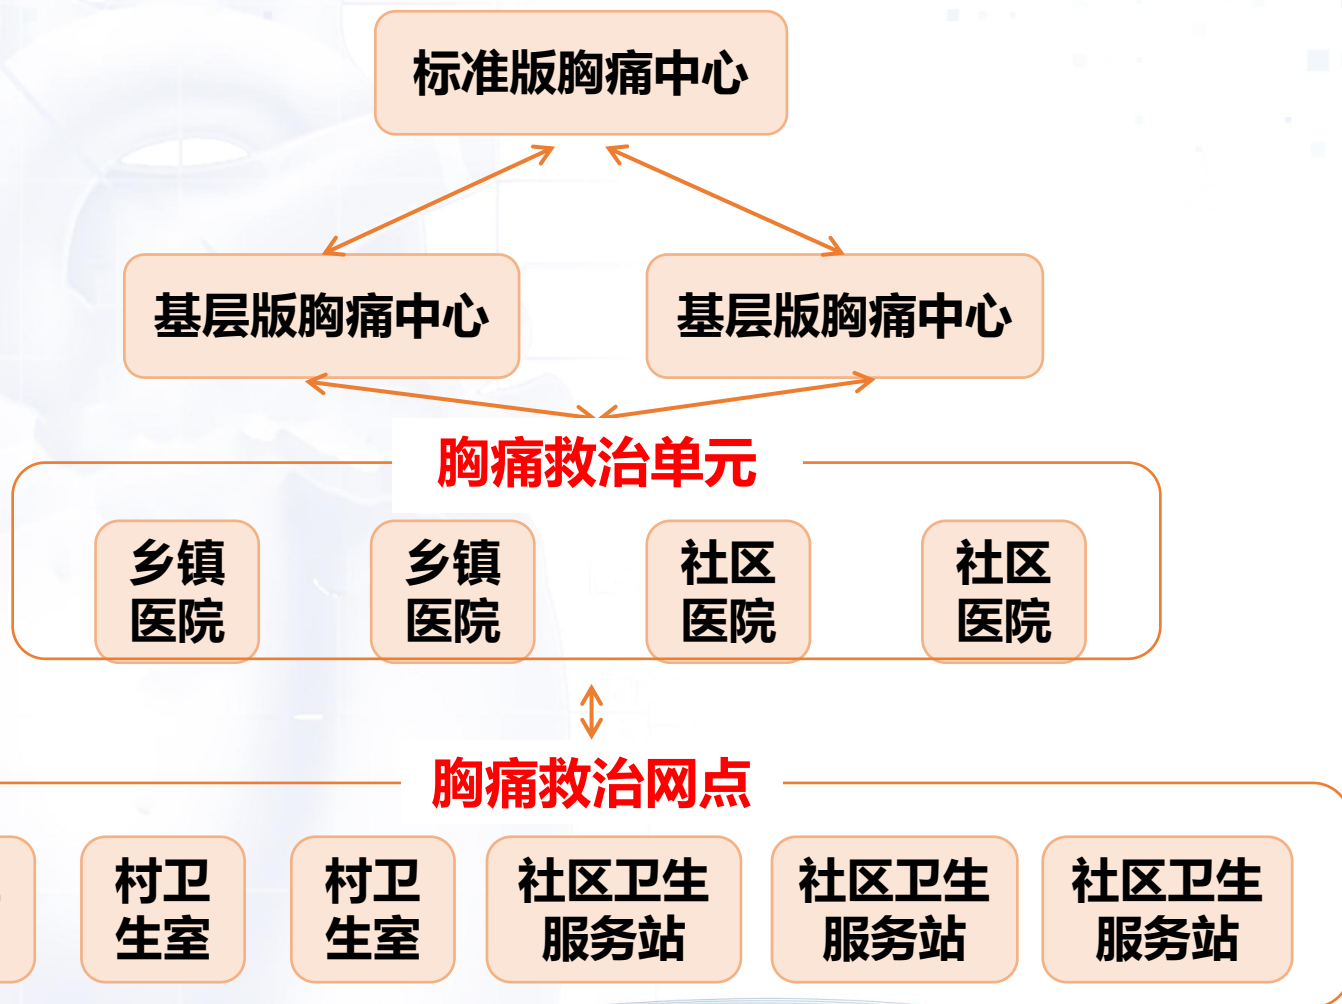 标准版胸痛中心
基层版胸痛中心
基层版胸痛中心
胸痛救治单元
乡镇
医院
乡镇
医院
社区
医院
社区
医院
胸痛救治网点
村卫
生室
村卫
生室
社区卫生
服务站
社区卫生
服务站
社区卫生
服务站